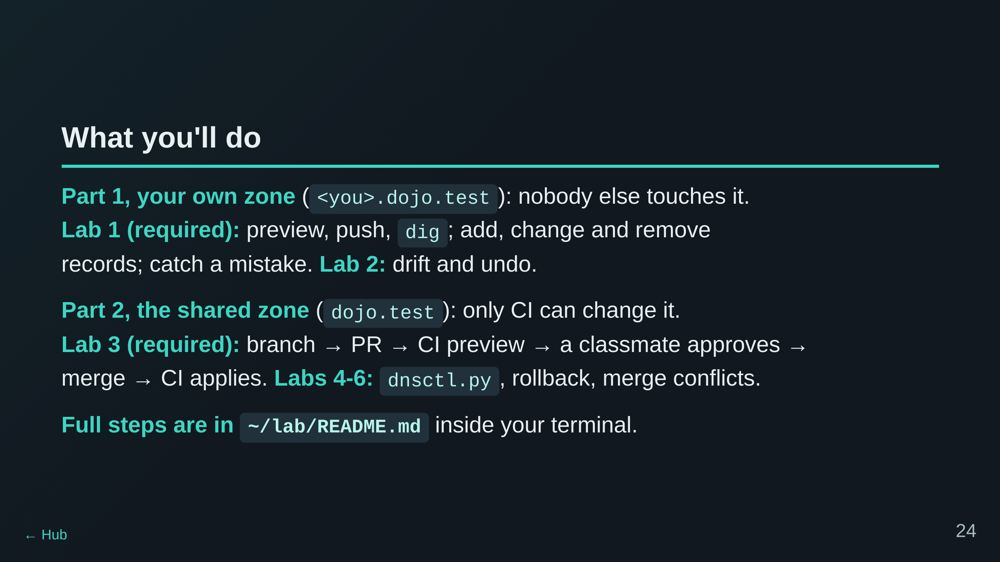 What you'll do
Part 1, your own zone (<you>.dojo.test): nobody else touches it.
Lab 1 (required): preview, push, dig; add, change and remove
records; catch a mistake. Lab 2: drift and undo.
Part 2, the shared zone (dojo.test): only CI can change it.
Lab 3 (required): branch → PR → CI preview → a classmate approves →
merge → CI applies. Labs 4-6: dnsctl.py, rollback, merge conflicts.
Full steps are in ~/lab/README.md inside your terminal.
← Hub
24